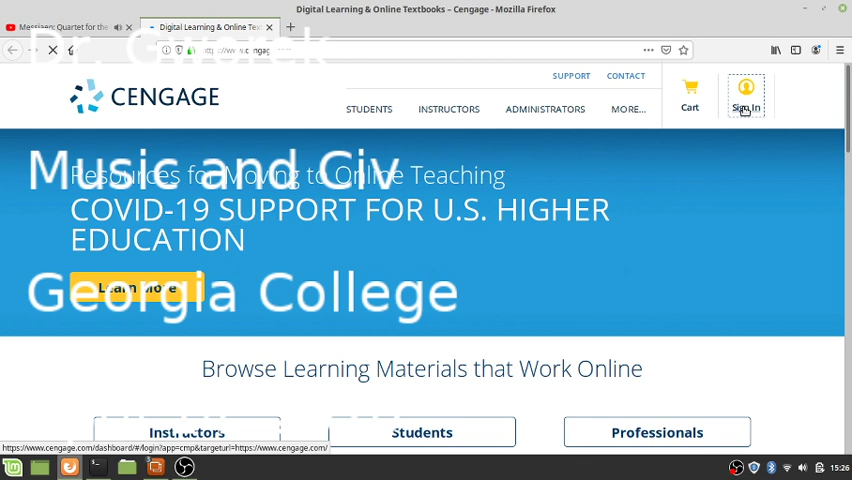 Digital Learning & Online Textbooks – Cengage - Mozilla Firefox
Messiaen: Quartet for the
Digital Learning & Online Text
Dr. Gworek
SUPPORT CONTACT
CENGAGE
STUDENTS INSTRUCTORS ADMINISTRATORS MORE...
Cart
Sign In
Music and Civ
Resources for Moving to Online Teaching
COVID-19 SUPPORT FOR U.S. HIGHER
EDUCATION
Learn More
Georgia College
Browse Learning Materials that Work Online
Instructors Students Professionals
https://www.cengage.com/dashboard/#/login?app=cmp&targeturl=https://www.cengage.com/
15:26